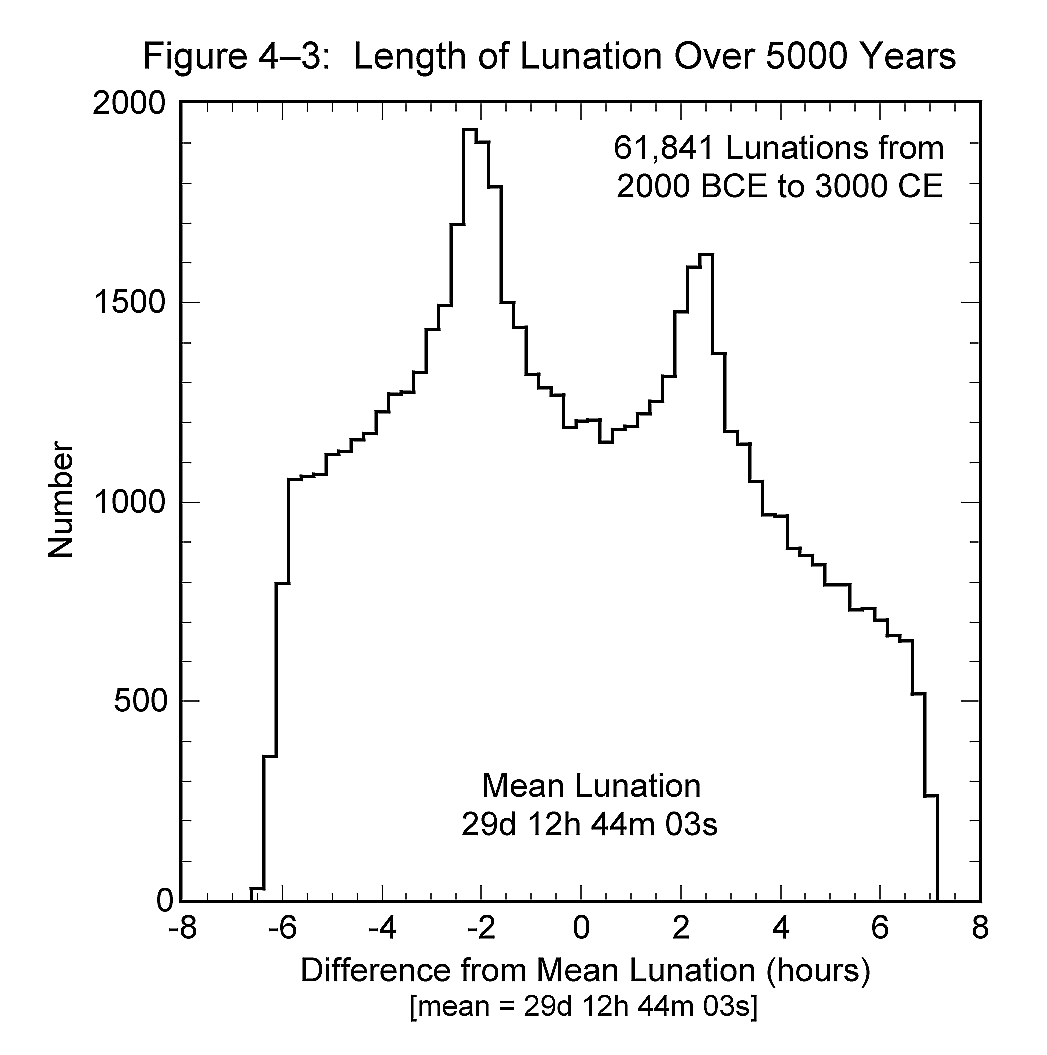 Figure 4–3:  Length of Lunation Over 5000 Years
2000
61,841 Lunations from
2000 BCE to 3000 CE
1500
Number
1000
500
Mean Lunation
29d 12h 44m 03s
0
-8 -6 -4 -2 0 2 4 6 8
Difference from Mean Lunation (hours)
[mean = 29d 12h 44m 03s]